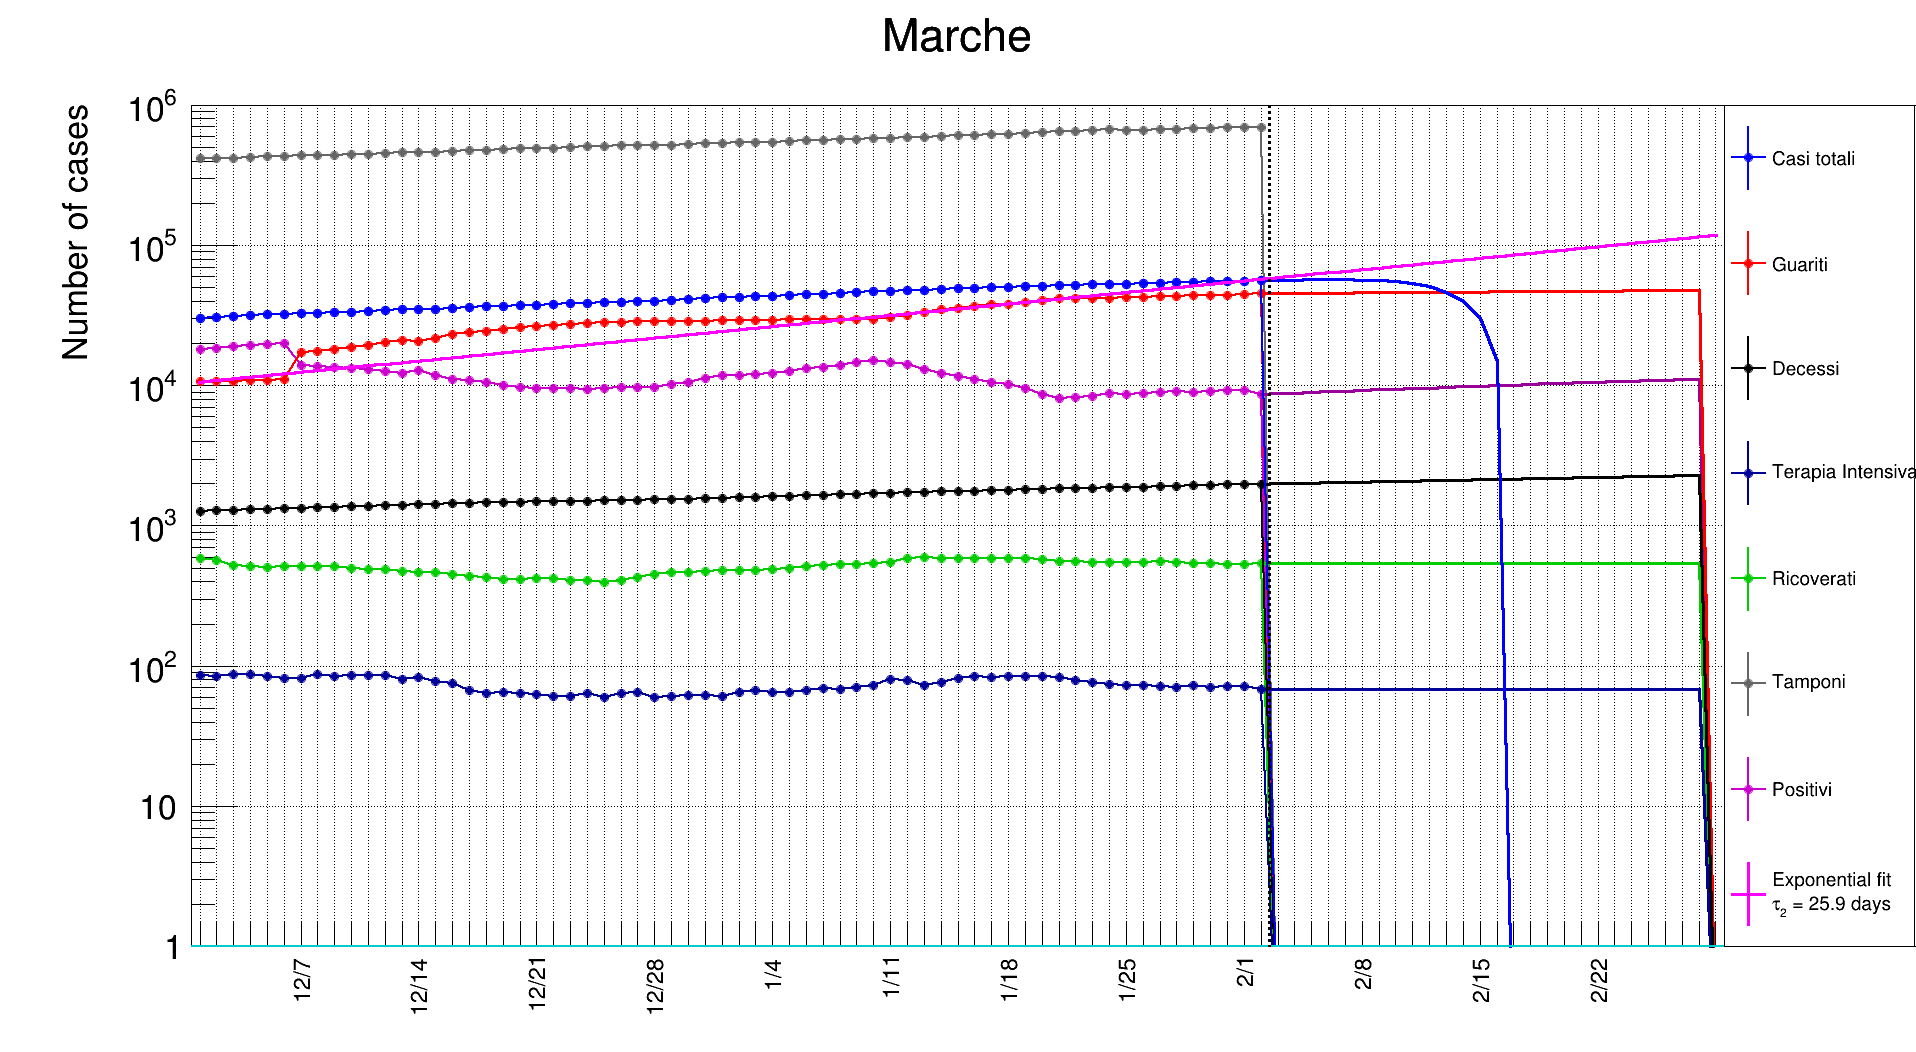 Marche
Number of cases
10^6
10^5
10^4
10^3
10^2
10
1
12/7
12/14
12/21
12/28
1/4
1/11
1/18
1/25
2/1
2/8
2/15
2/22
Casi totali
Guariti
Decessi
Terapia Intensiva
Ricoverati
Tamponi
Positivi
Exponential fit
τ₂ = 25.9 days